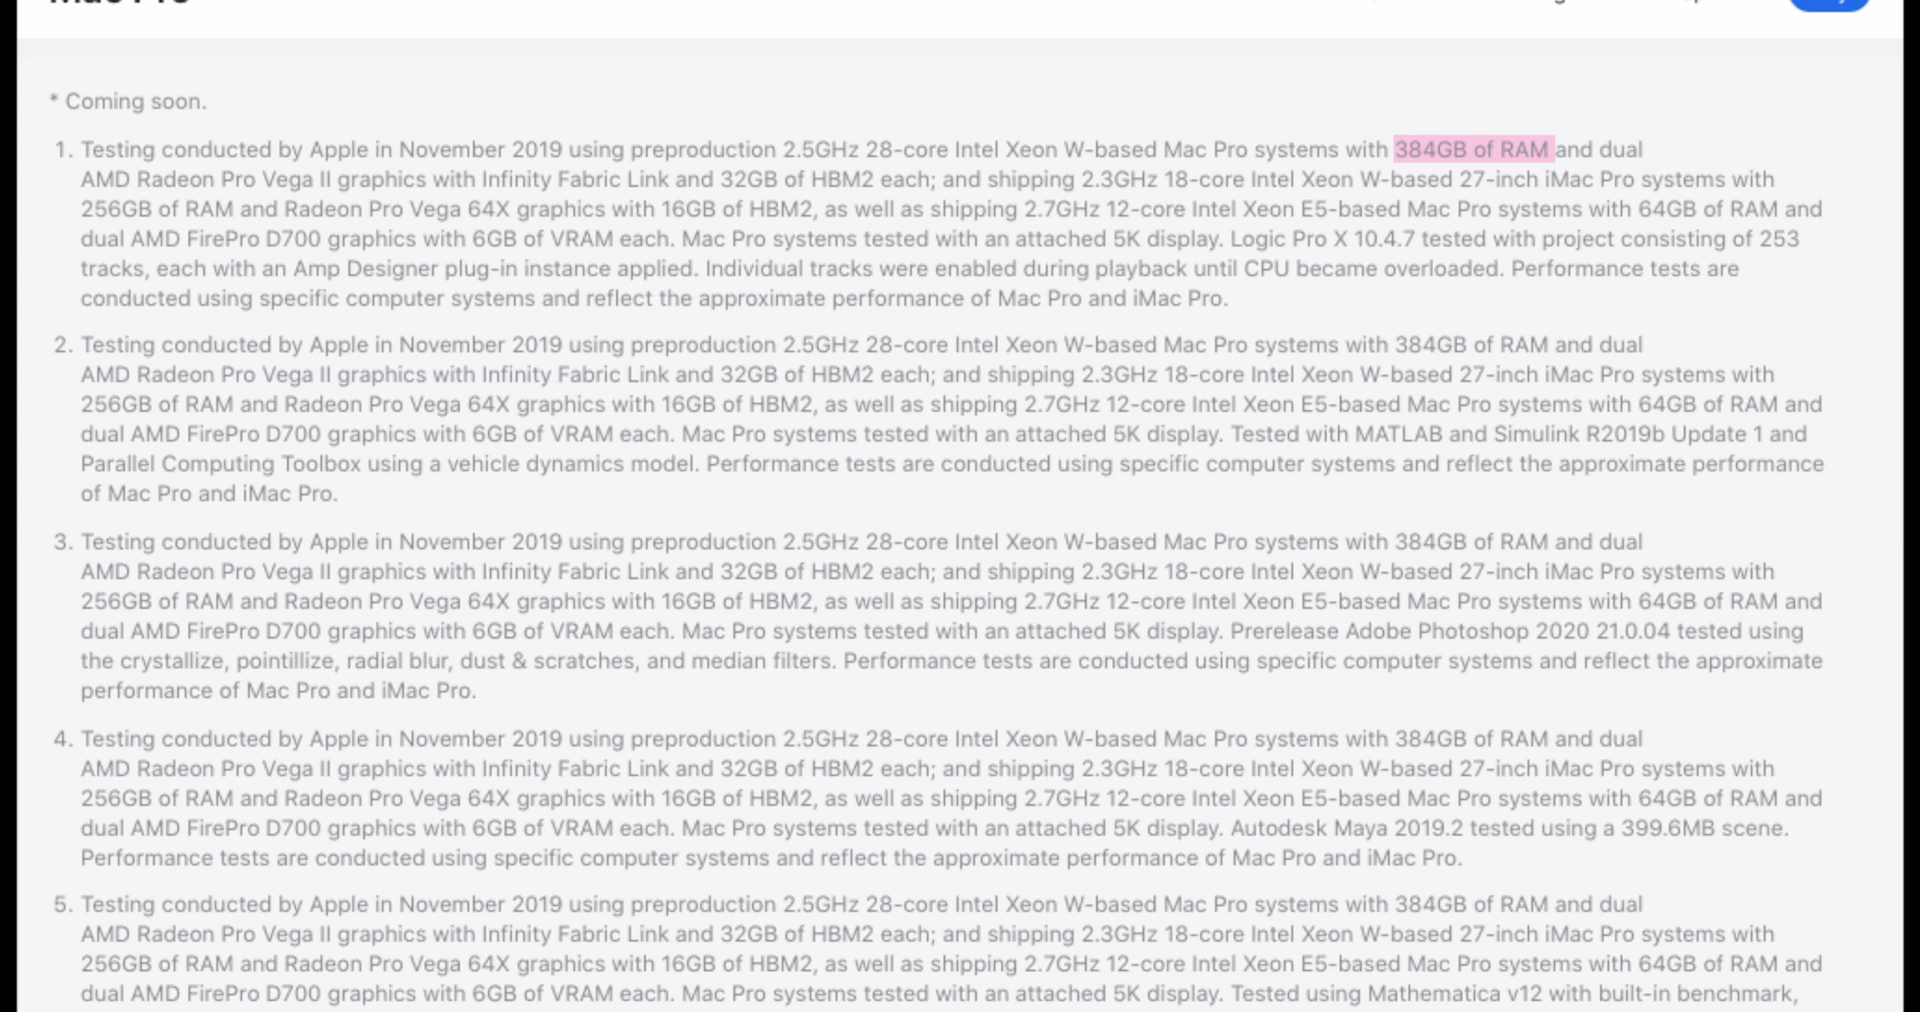 * Coming soon.
1. Testing conducted by Apple in November 2019 using preproduction 2.5GHz 28-core Intel Xeon W-based Mac Pro systems with 384GB of RAM and dual
AMD Radeon Pro Vega II graphics with Infinity Fabric Link and 32GB of HBM2 each; and shipping 2.3GHz 18-core Intel Xeon W-based 27-inch iMac Pro systems with
256GB of RAM and Radeon Pro Vega 64X graphics with 16GB of HBM2, as well as shipping 2.7GHz 12-core Intel Xeon E5-based Mac Pro systems with 64GB of RAM and
dual AMD FirePro D700 graphics with 6GB of VRAM each. Mac Pro systems tested with an attached 5K display. Logic Pro X 10.4.7 tested with project consisting of 253
tracks, each with an Amp Designer plug-in instance applied. Individual tracks were enabled during playback until CPU became overloaded. Performance tests are
conducted using specific computer systems and reflect the approximate performance of Mac Pro and iMac Pro.
2. Testing conducted by Apple in November 2019 using preproduction 2.5GHz 28-core Intel Xeon W-based Mac Pro systems with 384GB of RAM and dual
AMD Radeon Pro Vega II graphics with Infinity Fabric Link and 32GB of HBM2 each; and shipping 2.3GHz 18-core Intel Xeon W-based 27-inch iMac Pro systems with
256GB of RAM and Radeon Pro Vega 64X graphics with 16GB of HBM2, as well as shipping 2.7GHz 12-core Intel Xeon E5-based Mac Pro systems with 64GB of RAM and
dual AMD FirePro D700 graphics with 6GB of VRAM each. Mac Pro systems tested with an attached 5K display. Tested with MATLAB and Simulink R2019b Update 1 and
Parallel Computing Toolbox using a vehicle dynamics model. Performance tests are conducted using specific computer systems and reflect the approximate performance
of Mac Pro and iMac Pro.
3. Testing conducted by Apple in November 2019 using preproduction 2.5GHz 28-core Intel Xeon W-based Mac Pro systems with 384GB of RAM and dual
AMD Radeon Pro Vega II graphics with Infinity Fabric Link and 32GB of HBM2 each; and shipping 2.3GHz 18-core Intel Xeon W-based 27-inch iMac Pro systems with
256GB of RAM and Radeon Pro Vega 64X graphics with 16GB of HBM2, as well as shipping 2.7GHz 12-core Intel Xeon E5-based Mac Pro systems with 64GB of RAM and
dual AMD FirePro D700 graphics with 6GB of VRAM each. Mac Pro systems tested with an attached 5K display. Prerelease Adobe Photoshop 2020 21.0.04 tested using
the crystallize, pointillize, radial blur, dust & scratches, and median filters. Performance tests are conducted using specific computer systems and reflect the approximate
performance of Mac Pro and iMac Pro.
4. Testing conducted by Apple in November 2019 using preproduction 2.5GHz 28-core Intel Xeon W-based Mac Pro systems with 384GB of RAM and dual
AMD Radeon Pro Vega II graphics with Infinity Fabric Link and 32GB of HBM2 each; and shipping 2.3GHz 18-core Intel Xeon W-based 27-inch iMac Pro systems with
256GB of RAM and Radeon Pro Vega 64X graphics with 16GB of HBM2, as well as shipping 2.7GHz 12-core Intel Xeon E5-based Mac Pro systems with 64GB of RAM and
dual AMD FirePro D700 graphics with 6GB of VRAM each. Mac Pro systems tested with an attached 5K display. Autodesk Maya 2019.2 tested using a 399.6MB scene.
Performance tests are conducted using specific computer systems and reflect the approximate performance of Mac Pro and iMac Pro.
5. Testing conducted by Apple in November 2019 using preproduction 2.5GHz 28-core Intel Xeon W-based Mac Pro systems with 384GB of RAM and dual
AMD Radeon Pro Vega II graphics with Infinity Fabric Link and 32GB of HBM2 each; and shipping 2.3GHz 18-core Intel Xeon W-based 27-inch iMac Pro systems with
256GB of RAM and Radeon Pro Vega 64X graphics with 16GB of HBM2, as well as shipping 2.7GHz 12-core Intel Xeon E5-based Mac Pro systems with 64GB of RAM and
dual AMD FirePro D700 graphics with 6GB of VRAM each. Mac Pro systems tested with an attached 5K display. Tested using Mathematica v12 with built-in benchmark,